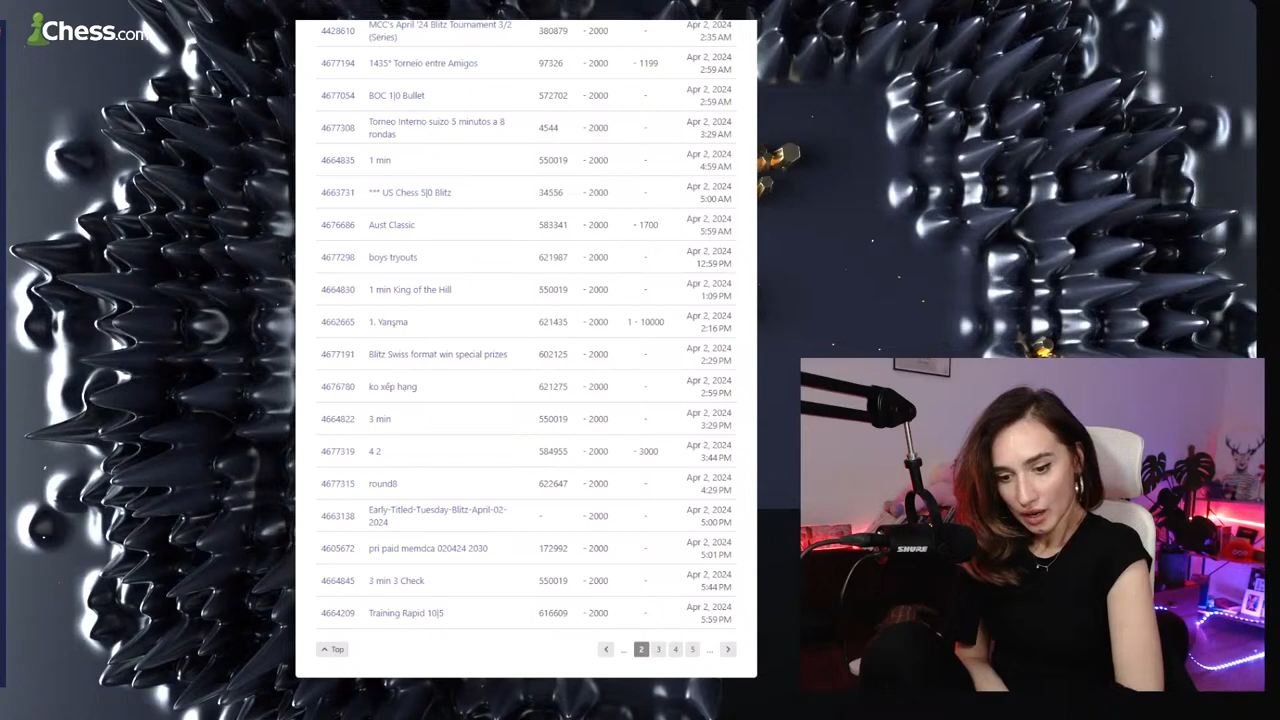 Chess.com
4428610 MCC's April '24 Blitz Tournament 3/2 (Series) 380879 - 2000 - Apr 2, 2024 2:35 AM
4677194 1435° Torneio entre Amigos 97326 - 2000 - 1199 Apr 2, 2024 2:59 AM
4677054 BOC 1|0 Bullet 572702 - 2000 - Apr 2, 2024 2:59 AM
4677308 Torneo Interno suizo 5 minutos a 8 rondas 4544 - 2000 - Apr 2, 2024 3:29 AM
4664835 1 min 550019 - 2000 - Apr 2, 2024 4:59 AM
4663731 *** US Chess 5|0 Blitz 34556 - 2000 - Apr 2, 2024 5:00 AM
4676686 Aust Classic 583341 - 2000 - 1700 Apr 2, 2024 5:59 AM
4677298 boys tryouts 621987 - 2000 - Apr 2, 2024 12:59 PM
4664830 1 min King of the Hill 550019 - 2000 - Apr 2, 2024 1:09 PM
4662665 1. Yarışma 621435 - 2000 1 - 10000 Apr 2, 2024 2:16 PM
4677191 Blitz Swiss format win special prizes 602125 - 2000 - Apr 2, 2024 2:29 PM
4676780 ko xếp hạng 621275 - 2000 - Apr 2, 2024 2:59 PM
4664822 3 min 550019 - 2000 - Apr 2, 2024 3:29 PM
4677319 4 2 584955 - 2000 - 3000 Apr 2, 2024 3:44 PM
4677315 round8 622647 - 2000 - Apr 2, 2024 4:29 PM
4663138 Early-Titled-Tuesday-Blitz-April-02-2024 - - 2000 - Apr 2, 2024 5:00 PM
4605672 pri paid memdca 020424 2030 172992 - 2000 - Apr 2, 2024 5:01 PM
4664845 3 min 3 Check 550019 - 2000 - Apr 2, 2024 5:44 PM
4664209 Training Rapid 10|5 616609 - 2000 - Apr 2, 2024 5:59 PM
Top ... 2 3 4 5 ...
SHURE